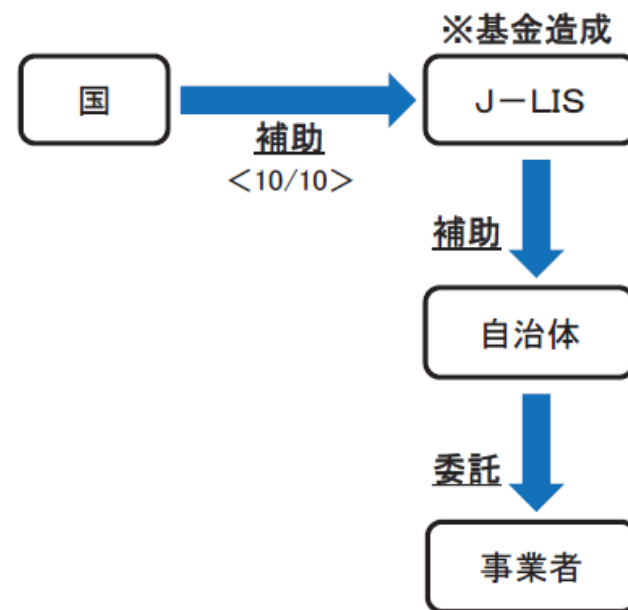 ※基金造成
国
J－LIS
補助
＜10/10＞
補助
自治体
委託
事業者